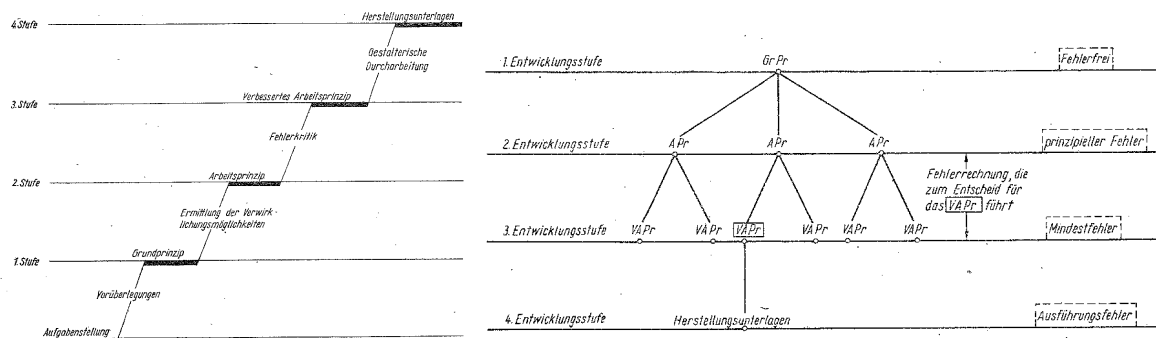 Herstellungsunterlagen
4. Stufe
Gestalterische
Durcharbeitung
Verbessertes Arbeitsprinzip
3. Stufe
Fehlerkritik
Arbeitsprinzip
2. Stufe
Ermittlung der Verwirk-
lichungsmöglichkeiten
Grundprinzip
1. Stufe
Vorüberlegungen
Aufgabenstellung
1. Entwicklungsstufe
GrPr
Fehlerfrei
2. Entwicklungsstufe
APr APr APr
prinzipieller Fehler
Fehlerrechnung, die
zum Entscheid für
das VAPr führt
3. Entwicklungsstufe
VAPr VAPr VAPr VAPr VAPr VAPr
Mindestfehler
4. Entwicklungsstufe
Herstellungsunterlagen
Ausführungsfehler